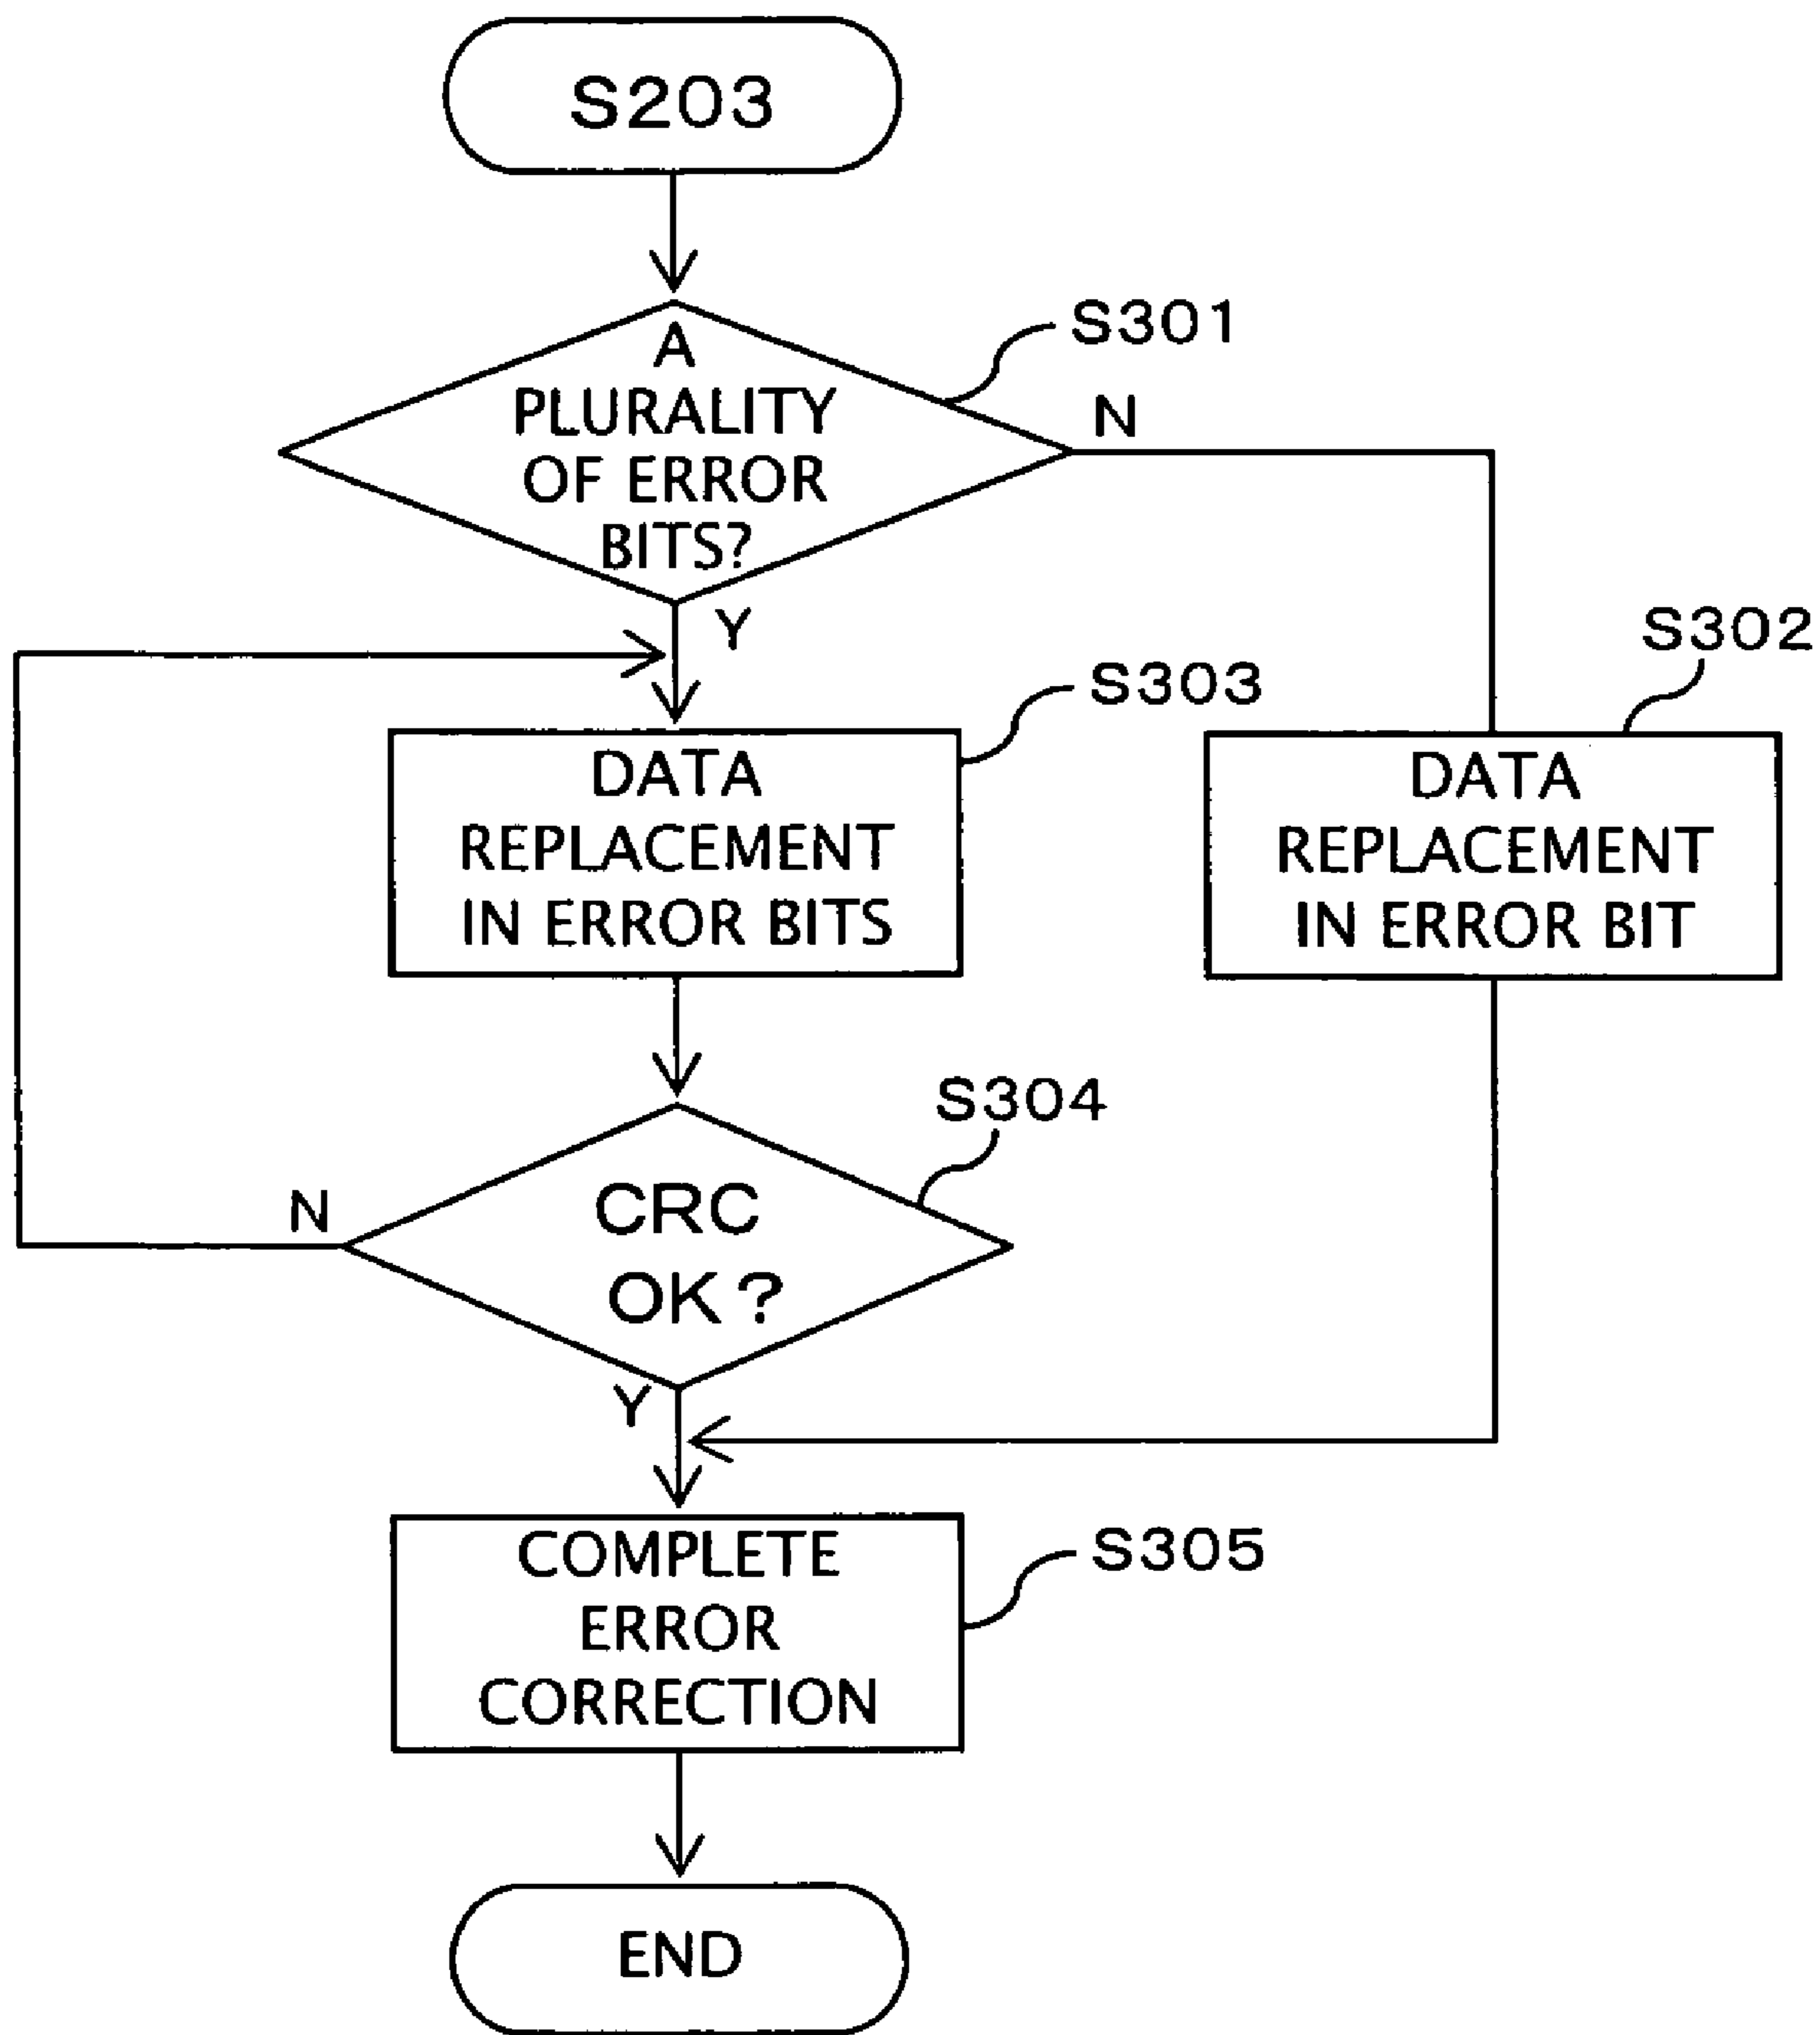 S203
S301
A
PLURALITY
OF ERROR
BITS?
N
Y
S302
S303
DATA
REPLACEMENT
IN ERROR BITS
DATA
REPLACEMENT
IN ERROR BIT
S304
CRC
OK?
N
Y
S305
COMPLETE
ERROR
CORRECTION
END